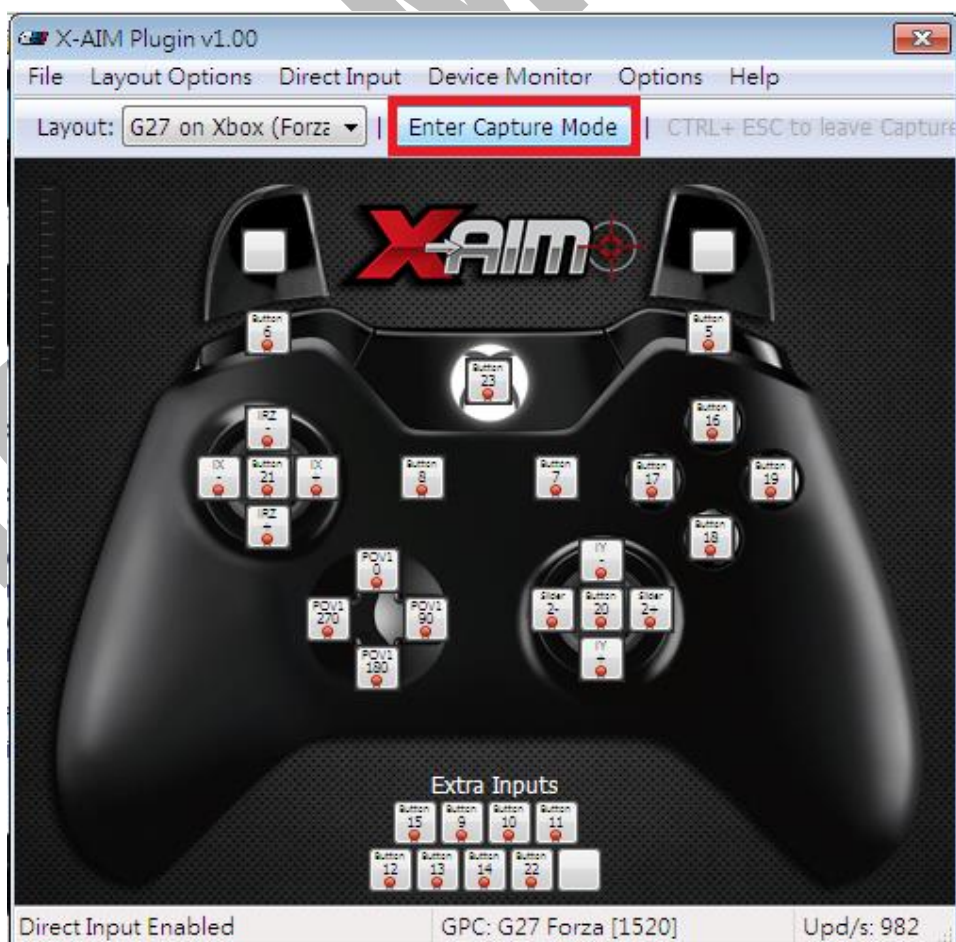 X-AIM Plugin v1.00
File Layout Options Direct Input Device Monitor Options Help
Layout: G27 on Xbox (Forza | Enter Capture Mode | CTRL+ ESC to leave Capture
X-AIM
Button 6
Button 5
Button 23
IRZ -
Button 16
IX -
Button 21
IX +
Button 8
Button 7
Button 17
Button 19
IRZ +
Button 18
POV1 0
IY -
POV1 270
POV1 90
Slider 2-
Button 20
Slider 2+
POV1 180
IY +
Extra Inputs
Button 15
Button 9
Button 10
Button 11
Button 12
Button 13
Button 14
Button 22
Direct Input Enabled GPC: G27 Forza [1520] Upd/s: 982